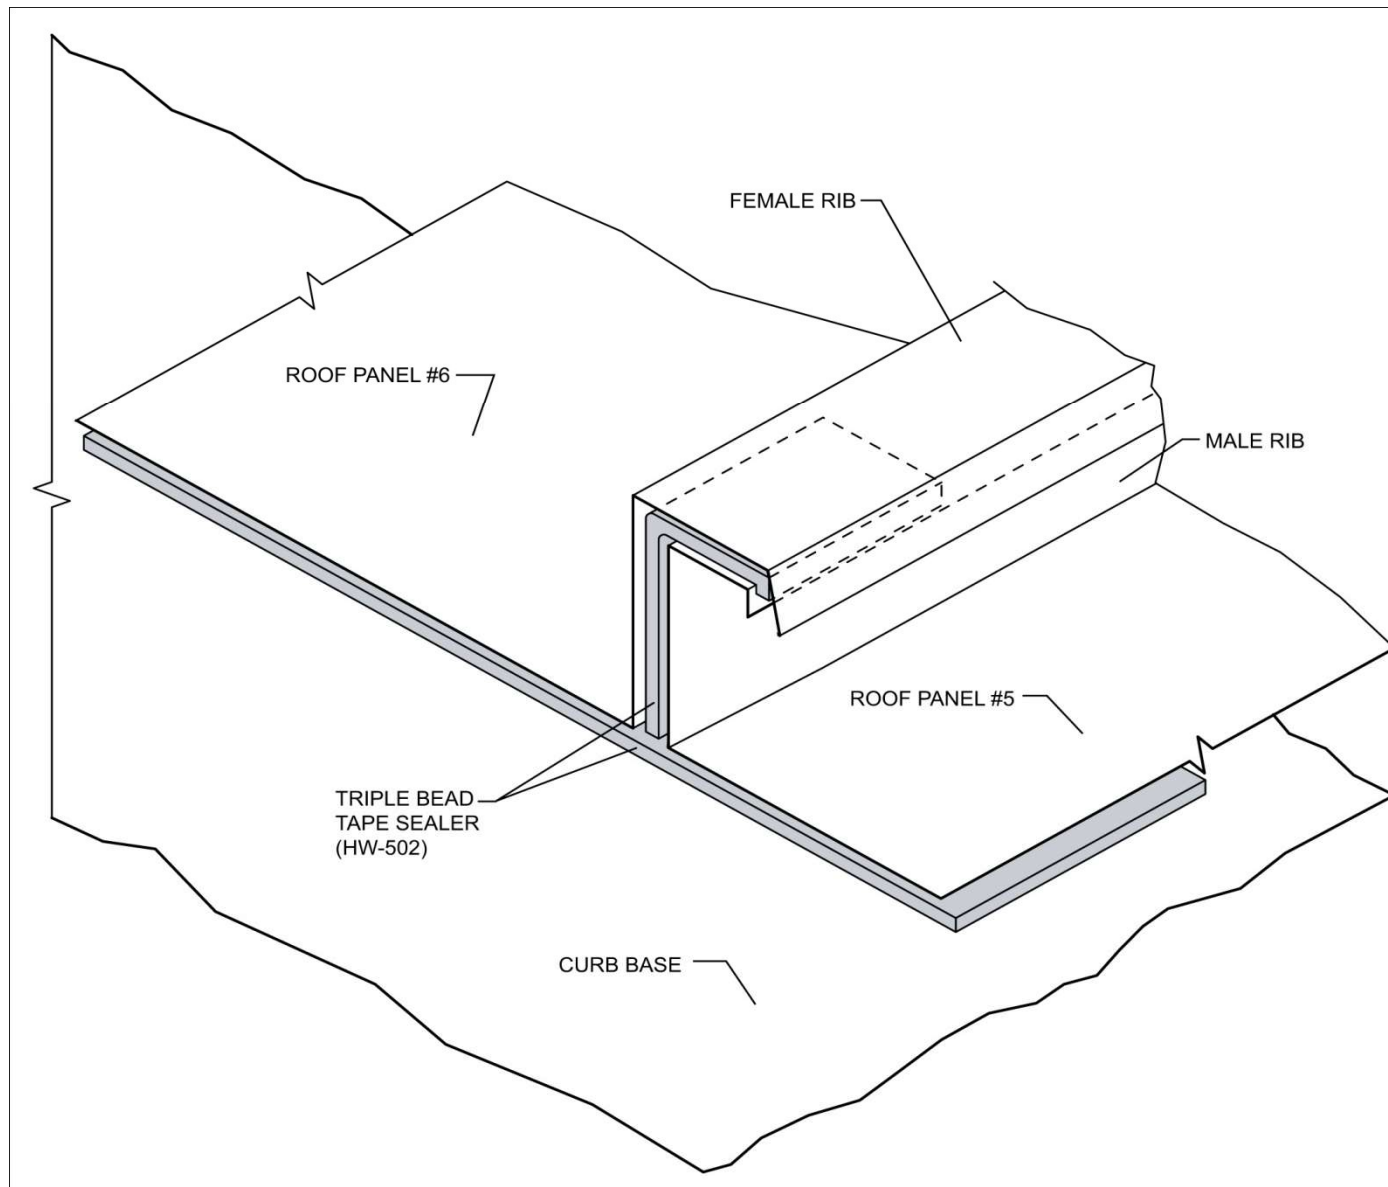 FEMALE RIB
ROOF PANEL #6
MALE RIB
ROOF PANEL #5
TRIPLE BEAD
TAPE SEALER
(HW-502)
CURB BASE